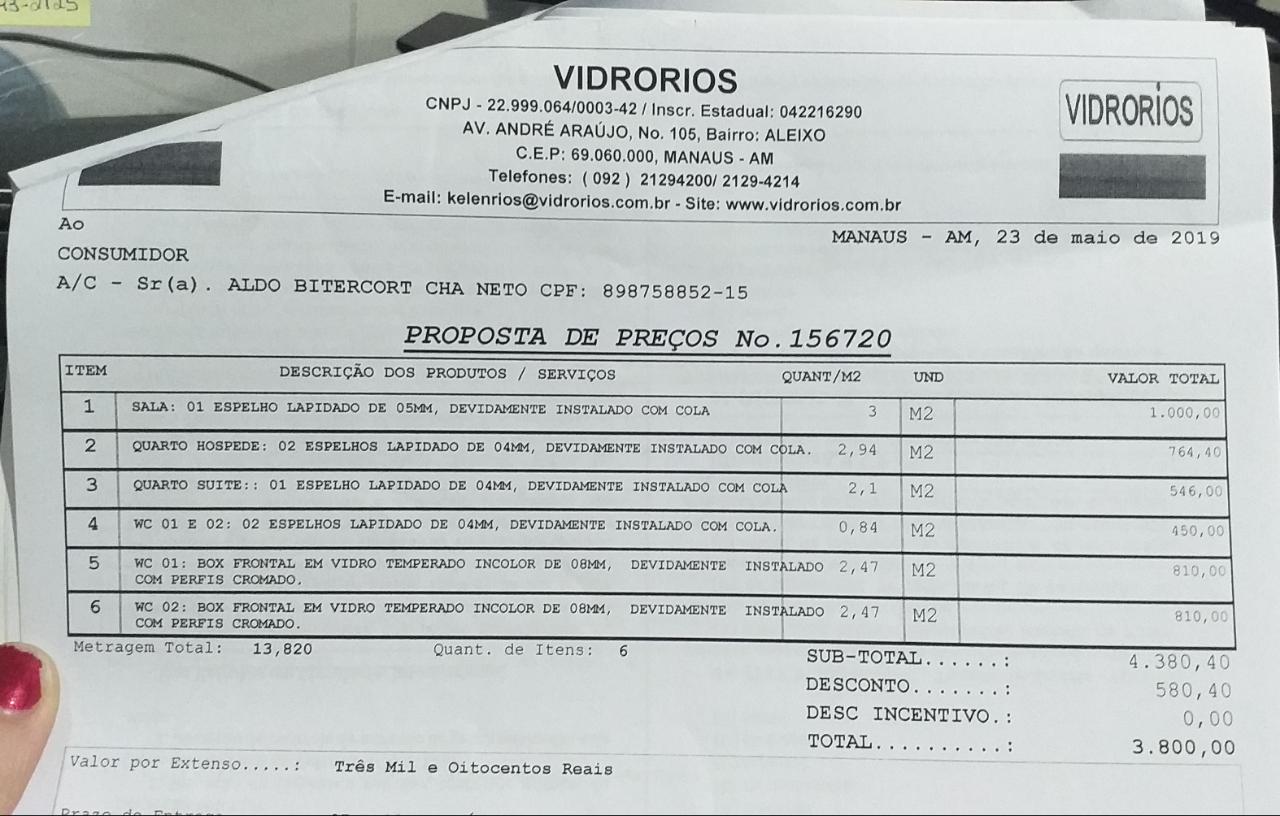 43-2125
VIDRORIOS
CNPJ - 22.999.064/0003-42 / Inscr. Estadual: 042216290
AV. ANDRÉ ARAÚJO, No. 105, Bairro: ALEIXO
C.E.P: 69.060.000, MANAUS - AM
Telefones: ( 092 ) 21294200/ 2129-4214
E-mail: kelenrios@vidrorios.com.br - Site: www.vidrorios.com.br
VIDRORÍOS
Ao
MANAUS - AM, 23 de maio de 2019
CONSUMIDOR
A/C - Sr(a). ALDO BITERCORT CHA NETO CPF: 898758852-15
PROPOSTA DE PREÇOS No.156720
ITEM DESCRIÇÃO DOS PRODUTOS / SERVIÇOS QUANT/M2 UND VALOR TOTAL
1 SALA: 01 ESPELHO LAPIDADO DE 05MM, DEVIDAMENTE INSTALADO COM COLA 3 M2 1.000,00
2 QUARTO HOSPEDE: 02 ESPELHOS LAPIDADO DE 04MM, DEVIDAMENTE INSTALADO COM COLA. 2,94 M2 764,40
3 QUARTO SUITE:: 01 ESPELHO LAPIDADO DE 04MM, DEVIDAMENTE INSTALADO COM COLA 2,1 M2 546,00
4 WC 01 E 02: 02 ESPELHOS LAPIDADO DE 04MM, DEVIDAMENTE INSTALADO COM COLA. 0,84 M2 450,00
5 WC 01: BOX FRONTAL EM VIDRO TEMPERADO INCOLOR DE 08MM, DEVIDAMENTE INSTALADO 2,47 M2 810,00
COM PERFIS CROMADO.
6 WC 02: BOX FRONTAL EM VIDRO TEMPERADO INCOLOR DE 08MM, DEVIDAMENTE INSTALADO 2,47 M2 810,00
COM PERFIS CROMADO.
Metragem Total: 13,820 Quant. de Itens: 6
SUB-TOTAL......: 4.380,40
DESCONTO.......: 580,40
DESC INCENTIVO.: 0,00
TOTAL..........: 3.800,00
Valor por Extenso.....: Três Mil e Oitocentos Reais
Prazo de Entrega